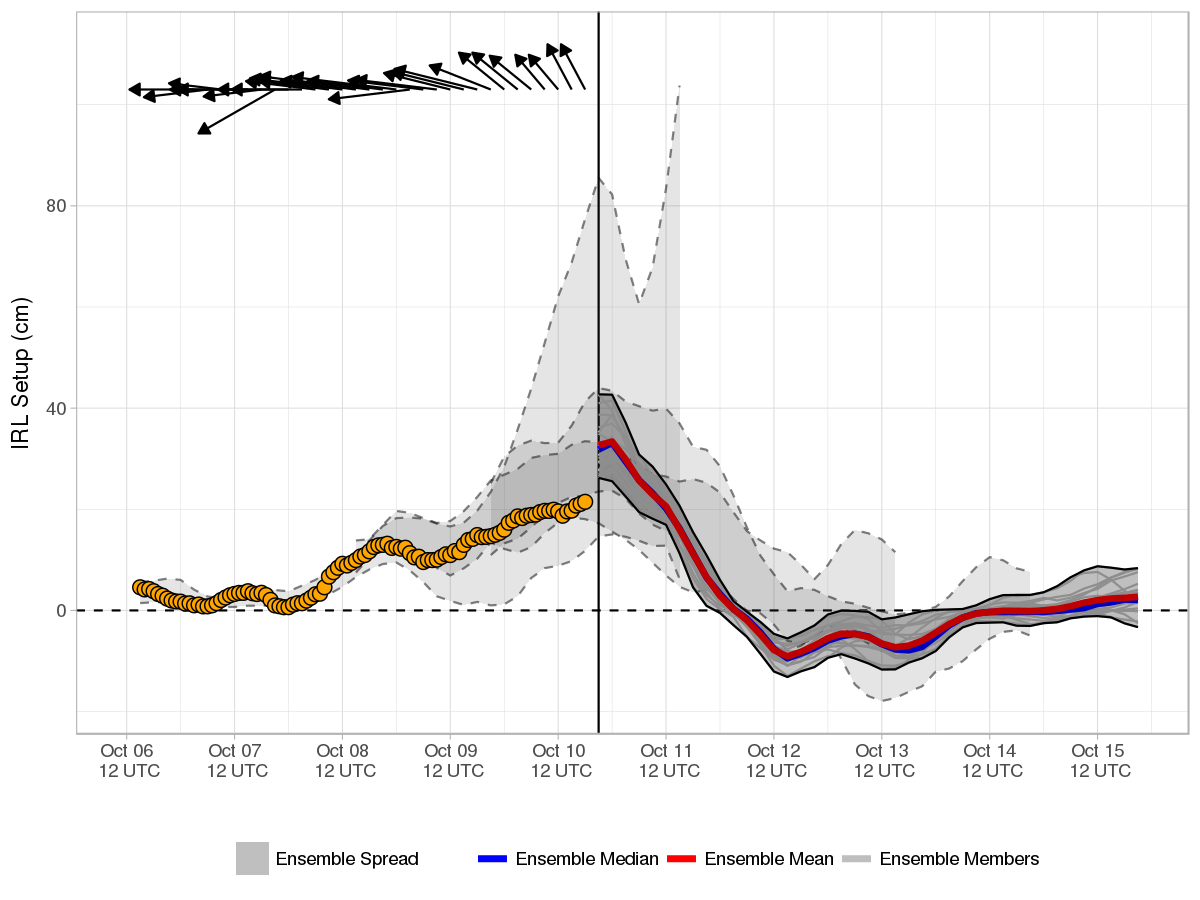 IRL Setup (cm)
80
40
0
Oct 06 Oct 07 Oct 08 Oct 09 Oct 10 Oct 11 Oct 12 Oct 13 Oct 14 Oct 15
12 UTC 12 UTC 12 UTC 12 UTC 12 UTC 12 UTC 12 UTC 12 UTC 12 UTC 12 UTC
Ensemble Spread Ensemble Median Ensemble Mean Ensemble Members